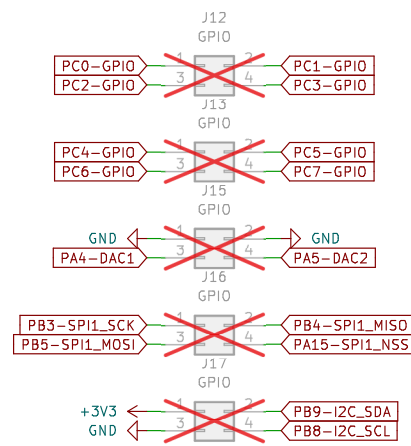 J12
GPIO
1 2
PC0-GPIO PC1-GPIO
3 4
PC2-GPIO PC3-GPIO
J13
GPIO
1 2
PC4-GPIO PC5-GPIO
3 4
PC6-GPIO PC7-GPIO
J15
GPIO
1 2
GND GND
3 4
PA4-DAC1 PA5-DAC2
J16
GPIO
1 2
PB3-SPI1_SCK PB4-SPI1_MISO
3 4
PB5-SPI1_MOSI PA15-SPI1_NSS
J17
GPIO
1 2
+3V3 PB9-I2C_SDA
3 4
GND PB8-I2C_SCL